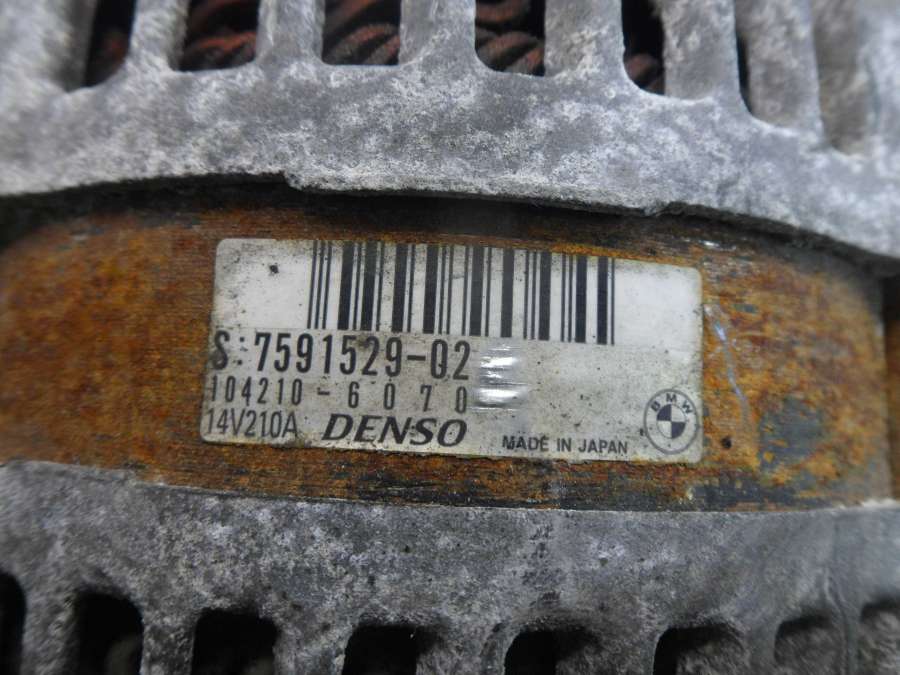 S:7591529-02
104210-6070
14V210A DENSO MADE IN JAPAN
BMW